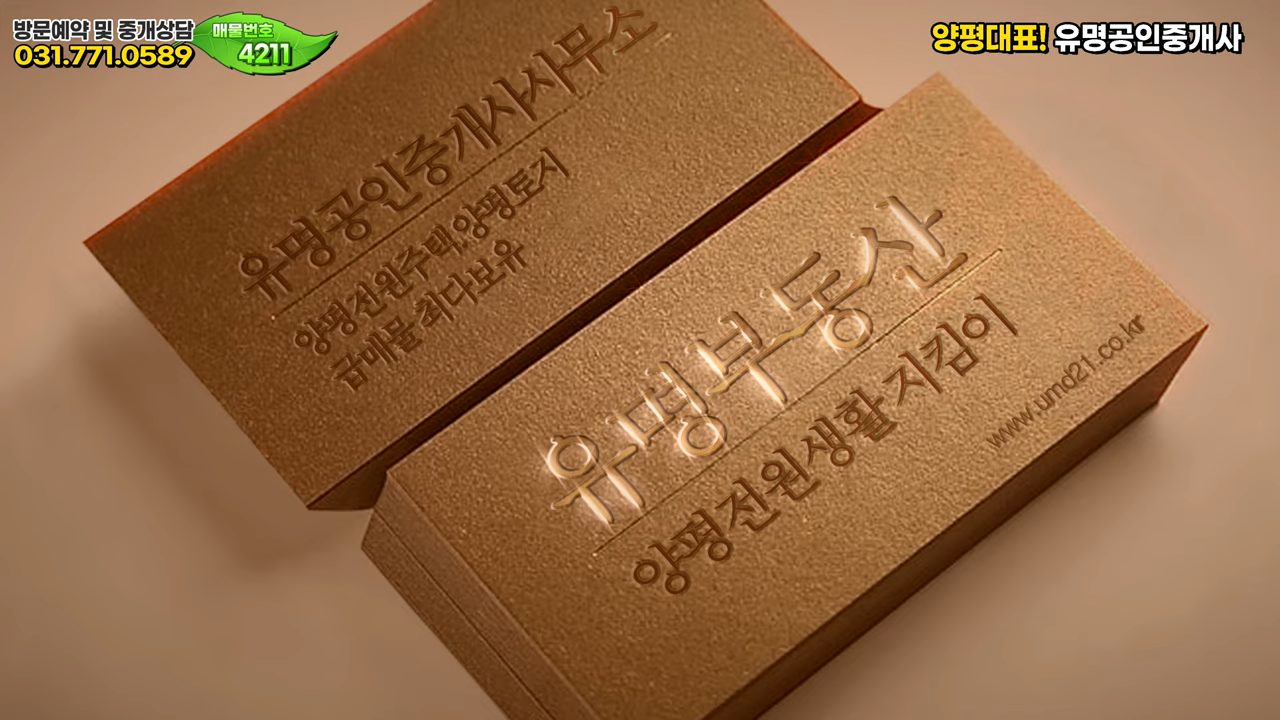 방문예약 및 중개상담
031.771.0589
매물번호
4211
양평대표! 유명공인중개사
유명공인중개사사무소
양평전원주택,양평토지
급매물 최다보유
유명부동산
양평전원생활 지킴이
www.umd21.co.kr